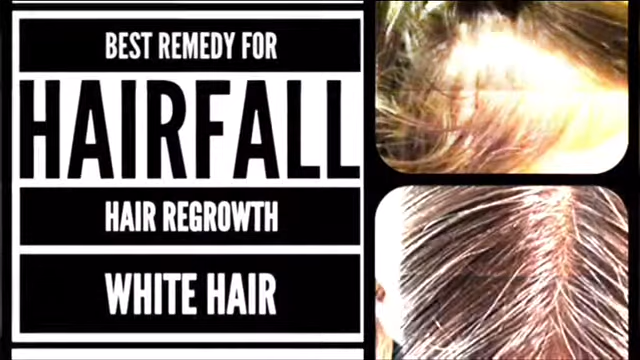 BEST REMEDY FOR
HAIRFALL
HAIR REGROWTH
WHITE HAIR